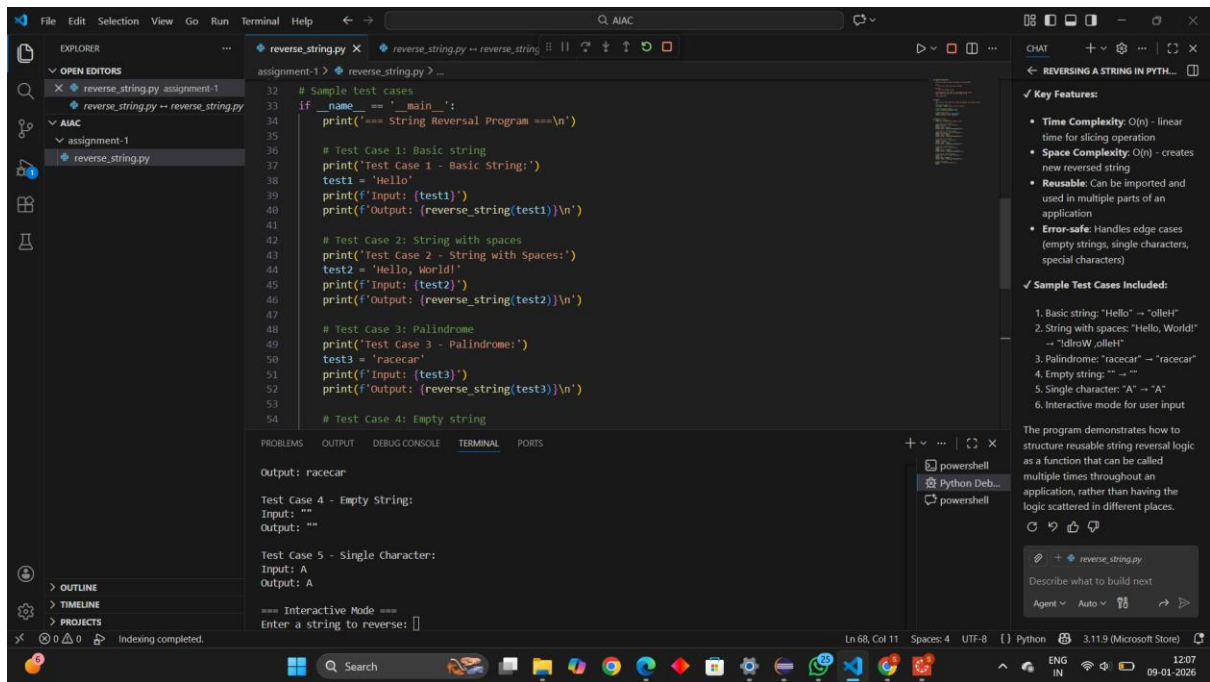 File Edit Selection View Go Run Terminal Help
AIAC
EXPLORER
OPEN EDITORS
reverse_string.py assignment-1
reverse_string.py ↔ reverse_string.py
AIAC
assignment-1
reverse_string.py
OUTLINE
TIMELINE
PROJECTS
reverse_string.py
reverse_string.py ↔ reverse_string
assignment-1 > reverse_string.py > ...
32 # Sample test cases
33 if __name__ == '__main__':
34 print('=== String Reversal Program ===\n')
35
36 # Test Case 1: Basic string
37 print('Test Case 1 - Basic String:')
38 test1 = 'Hello'
39 print(f'Input: {test1}')
40 print(f'Output: {reverse_string(test1)}\n')
41
42 # Test Case 2: String with spaces
43 print('Test Case 2 - String with Spaces:')
44 test2 = 'Hello, World!'
45 print(f'Input: {test2}')
46 print(f'Output: {reverse_string(test2)}\n')
47
48 # Test Case 3: Palindrome
49 print('Test Case 3 - Palindrome:')
50 test3 = 'racecar'
51 print(f'Input: {test3}')
52 print(f'Output: {reverse_string(test3)}\n')
53
54 # Test Case 4: Empty string
PROBLEMS OUTPUT DEBUG CONSOLE TERMINAL PORTS
Output: racecar
Test Case 4 - Empty String:
Input: ""
Output: ""
Test Case 5 - Single Character:
Input: A
Output: A
=== Interactive Mode ===
Enter a string to reverse:
powershell
Python Deb...
powershell
CHAT
REVERSING A STRING IN PYTH...
✓ Key Features:
• Time Complexity: O(n) - linear
time for slicing operation
• Space Complexity: O(n) - creates
new reversed string
• Reusable: Can be imported and
used in multiple parts of an
application
• Error-safe: Handles edge cases
(empty strings, single characters,
special characters)
✓ Sample Test Cases Included:
1. Basic string: "Hello" → "olleH"
2. String with spaces: "Hello, World!"
→ "!dlroW ,olleH"
3. Palindrome: "racecar" → "racecar"
4. Empty string: "" → ""
5. Single character: "A" → "A"
6. Interactive mode for user input
The program demonstrates how to
structure reusable string reversal logic
as a function that can be called
multiple times throughout an
application, rather than having the
logic scattered in different places.
reverse_string.py
Describe what to build next
Agent Auto
0 0 Indexing completed.
Ln 68, Col 11 Spaces: 4 UTF-8 {} Python 3.11.9 (Microsoft Store)
6
Search
25
ENG
IN
12:07
09-01-2026